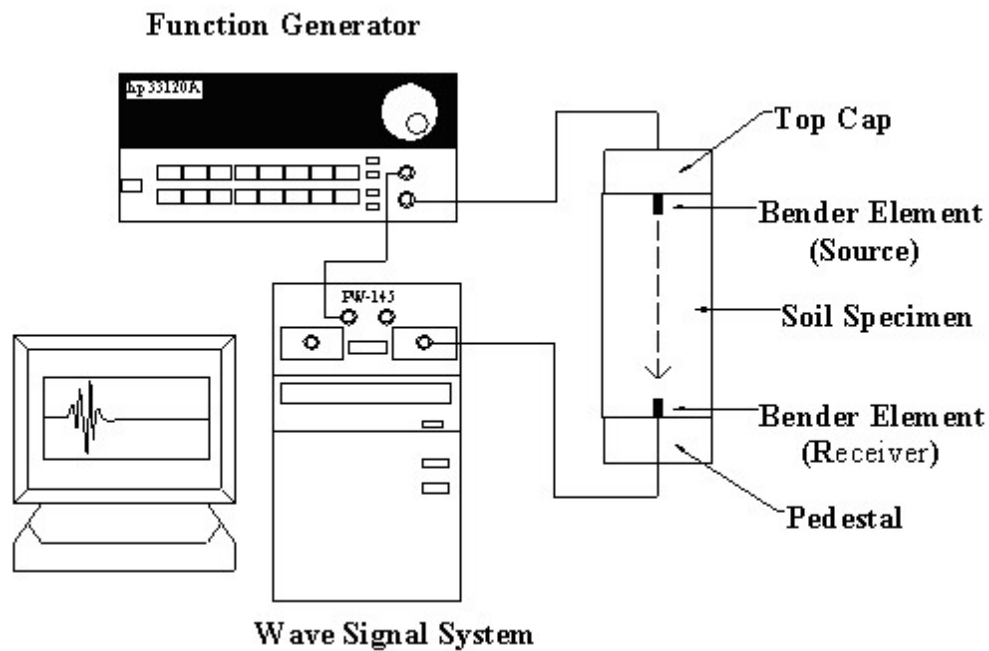 Function Generator
hp 33120A
Top Cap
Bender Element
(Source)
PW-145
Soil Specimen
Bender Element
(Receiver)
Pedestal
Wave Signal System